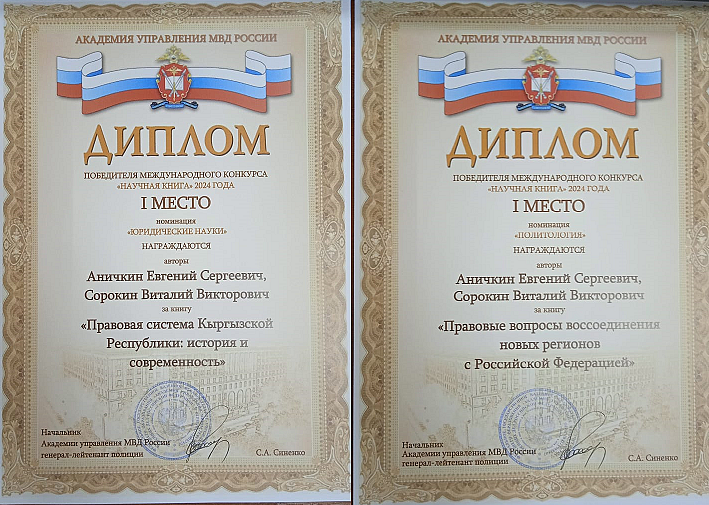 АКАДЕМИЯ УПРАВЛЕНИЯ МВД РОССИИ
ДИПЛОМ
ПОБЕДИТЕЛЯ МЕЖДУНАРОДНОГО КОНКУРСА
«НАУЧНАЯ КНИГА» 2024 ГОДА
I МЕСТО
номинация
«ЮРИДИЧЕСКИЕ НАУКИ»
НАГРАЖДАЮТСЯ
авторы
Аничкин Евгений Сергеевич,
Сорокин Виталий Викторович
за книгу
«Правовая система Кыргызской
Республики: история и
современность»
Начальник
Академии управления МВД России
генерал-лейтенант полиции
С.А. Синенко
АКАДЕМИЯ УПРАВЛЕНИЯ МВД РОССИИ
ДИПЛОМ
ПОБЕДИТЕЛЯ МЕЖДУНАРОДНОГО КОНКУРСА
«НАУЧНАЯ КНИГА» 2024 ГОДА
I МЕСТО
номинация
«ПОЛИТОЛОГИЯ»
НАГРАЖДАЮТСЯ
авторы
Аничкин Евгений Сергеевич,
Сорокин Виталий Викторович
за книгу
«Правовые вопросы воссоединения
новых регионов
с Российской Федерацией»
Начальник
Академии управления МВД России
генерал-лейтенант полиции
С.А. Синенко